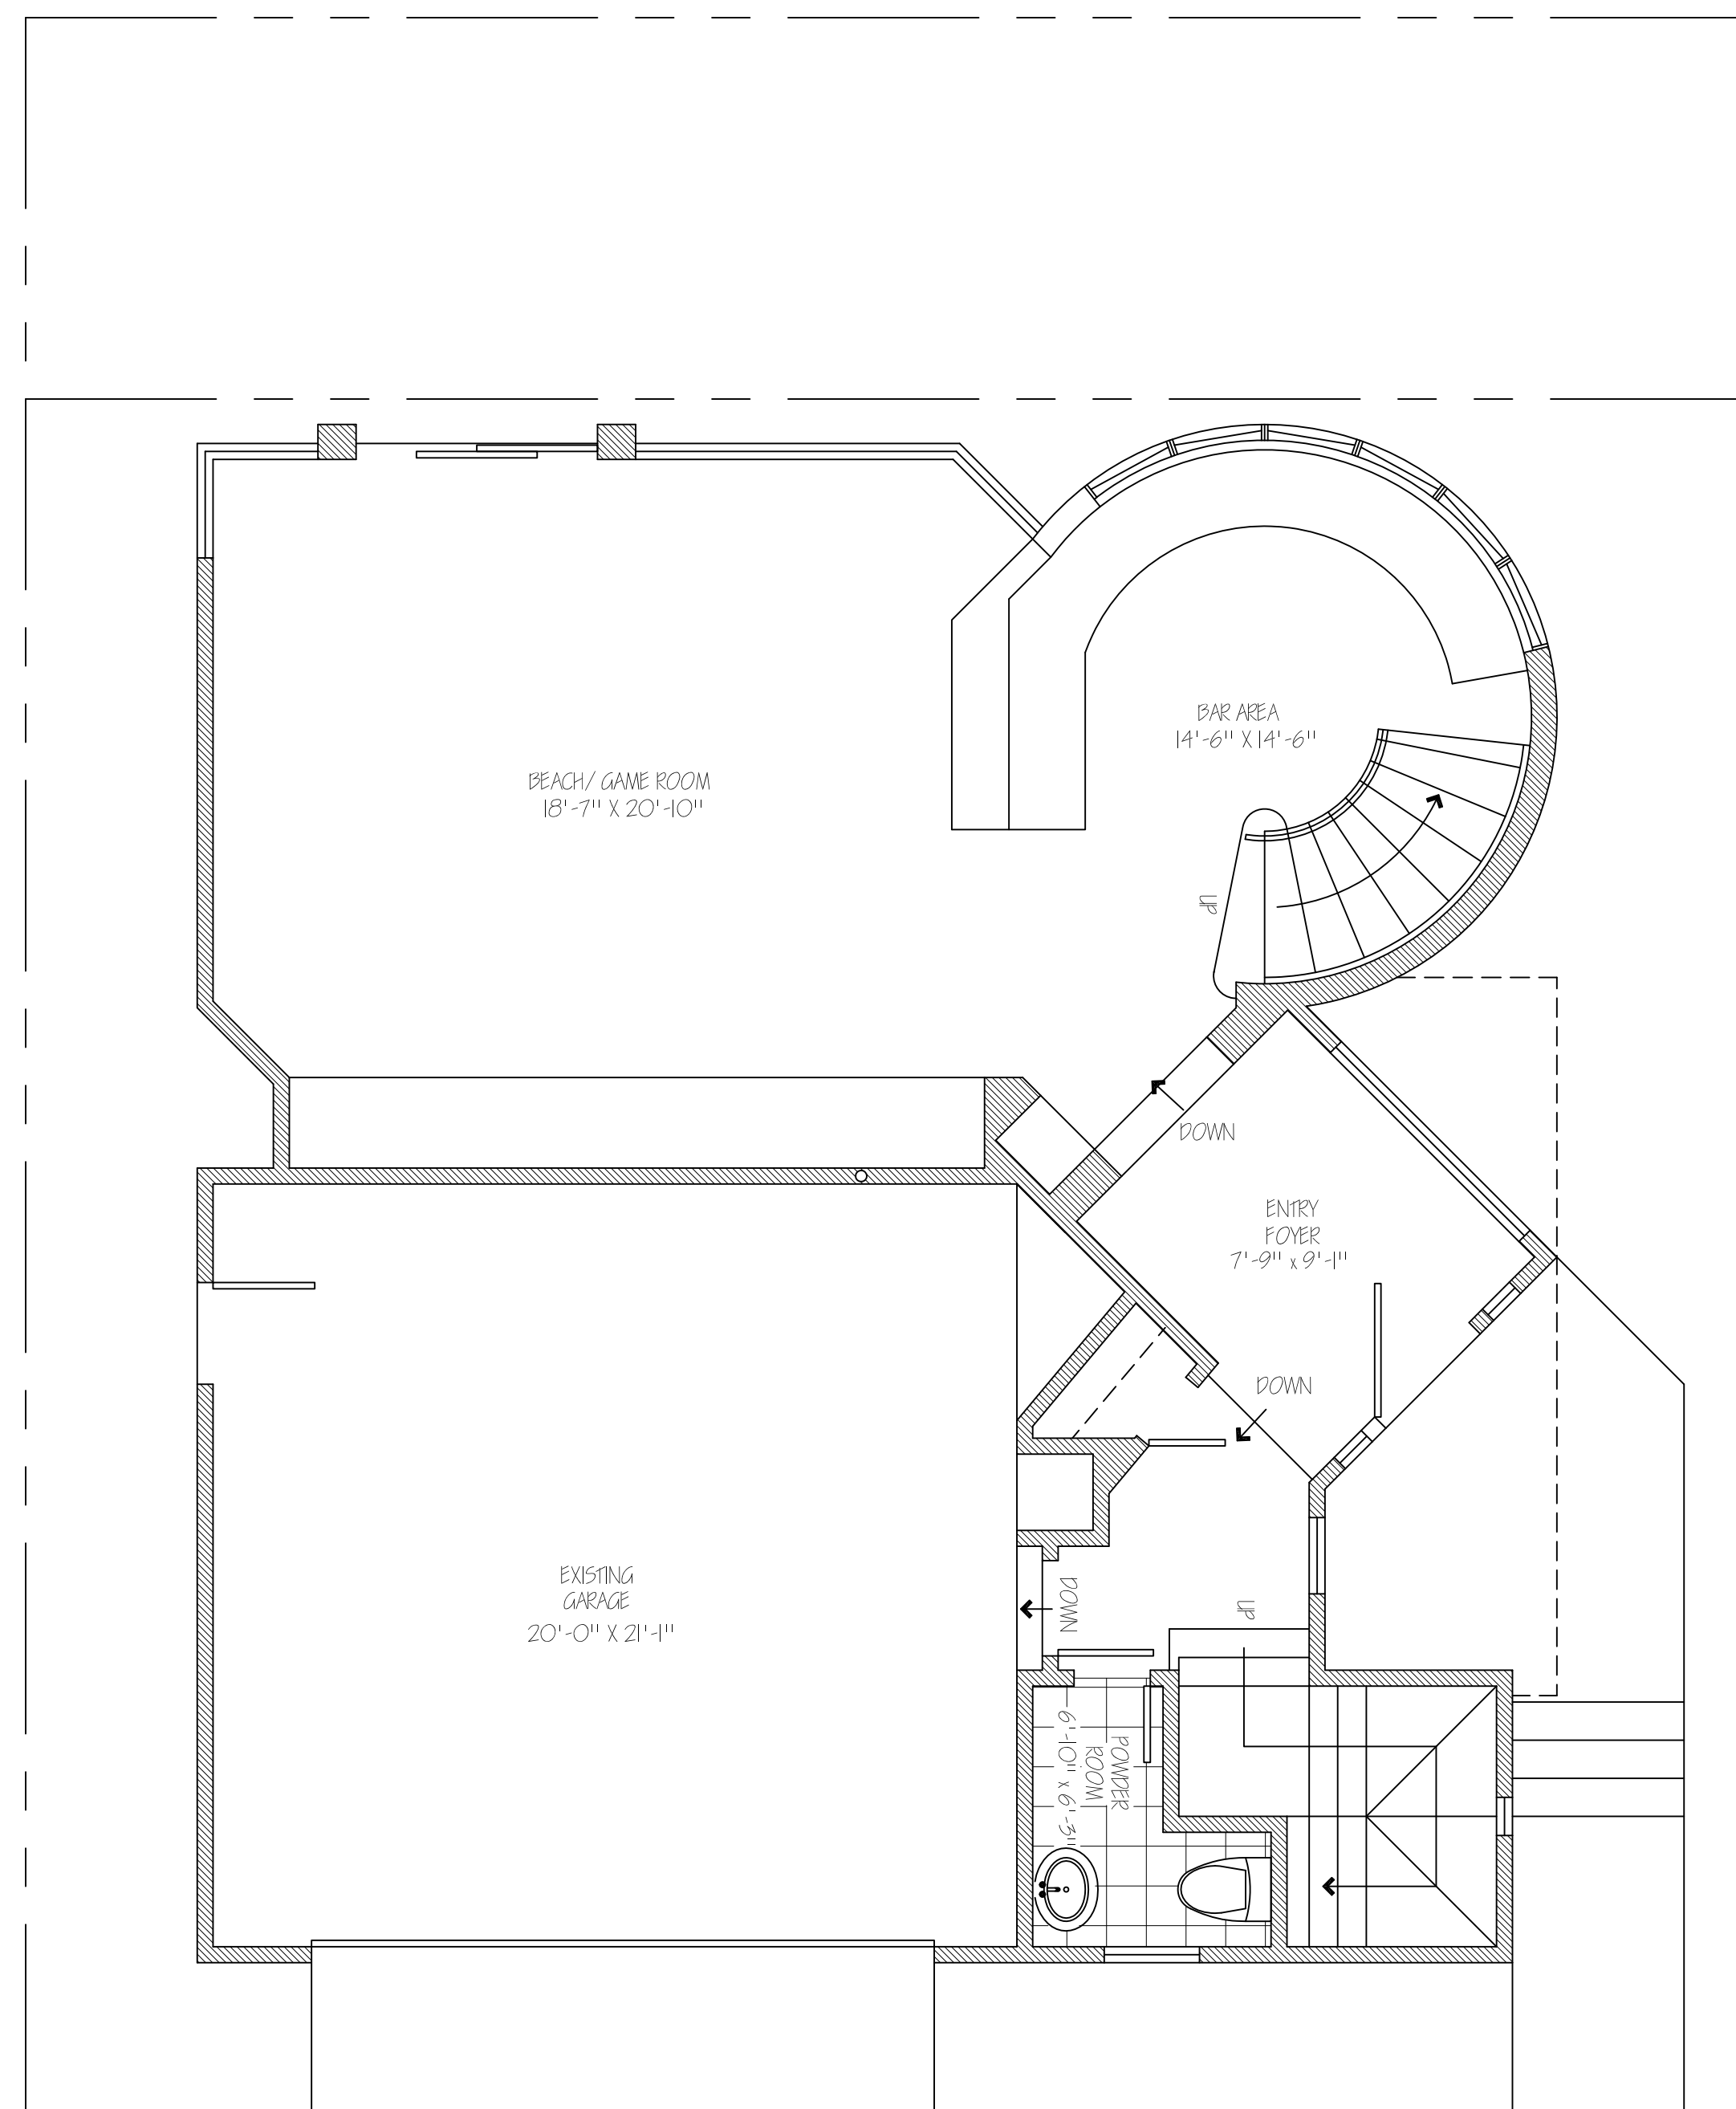 BAR AREA
14'-6" X 14'-6"
BEACH/ GAME ROOM
18'-7" X 20'-10"
UP
DOWN
ENTRY
FOYER
7'-9" x 9'-1"
DOWN
EXISTING
GARAGE
20'-0" X 21'-1"
DOWN
UP
POWDER
ROOM
6'-10" x 6'-3"